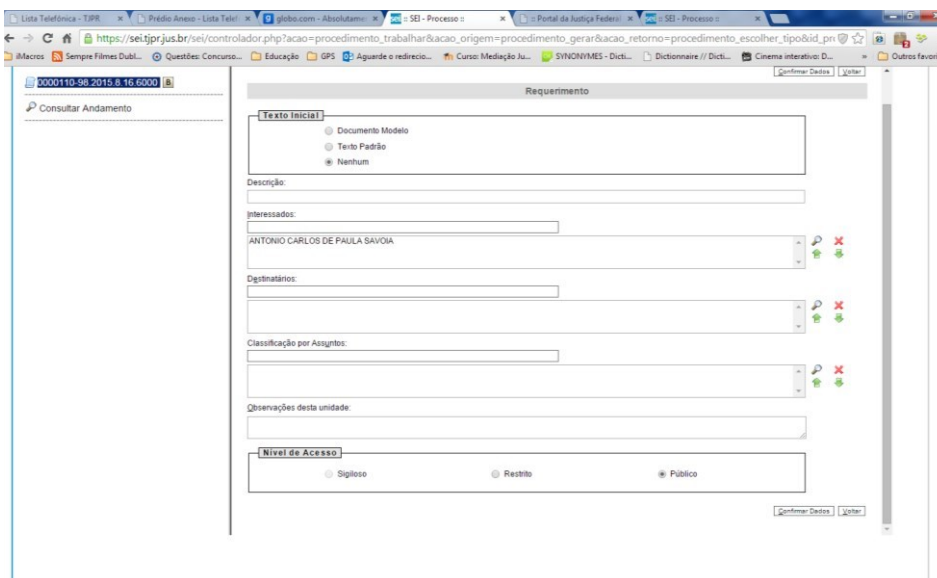 Lista Telefônica - TJPR
Prédio Anexo - Lista Telef
globo.com - Absolutame
:: SEI - Processo ::
:: Portal da Justiça Federal
:: SEI - Processo ::
https://sei.tjpr.jus.br/sei/controlador.php?acao=procedimento_trabalhar&acao_origem=procedimento_gerar&acao_retorno=procedimento_escolher_tipo&id_pr
iMacros Sempre Filmes Dubl... Questões: Concurso... Educação GPS Aguarde o redirecio... Curso: Mediação Ju... SYNONYMES - Dicti... Dictionnaire // Dicti... Cinema interativo: D... » Outros favori
0000110-98.2015.8.16.6000
Consultar Andamento
Confirmar Dados Voltar
Requerimento
Texto Inicial
Documento Modelo
Texto Padrão
Nenhum
Descrição:
Interessados:
ANTONIO CARLOS DE PAULA SAVOIA
Destinatários:
Classificação por Assuntos:
Observações desta unidade:
Nível de Acesso
Sigiloso Restrito Público
Confirmar Dados Voltar